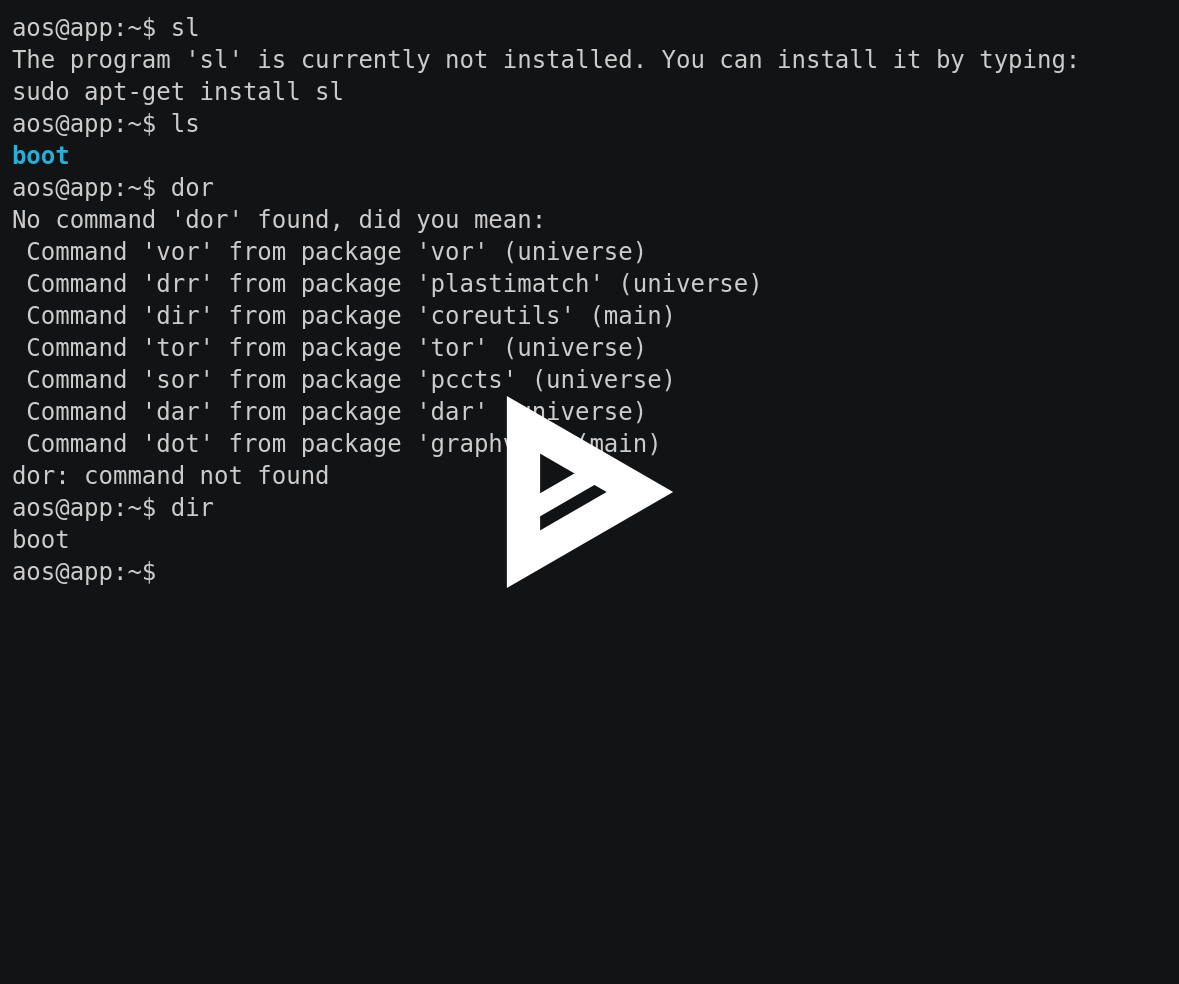 aos@app:~$ sl
The program 'sl' is currently not installed. You can install it by typing:
sudo apt-get install sl
aos@app:~$ ls
boot
aos@app:~$ dor
No command 'dor' found, did you mean:
 Command 'vor' from package 'vor' (universe)
 Command 'drr' from package 'plastimatch' (universe)
 Command 'dir' from package 'coreutils' (main)
 Command 'tor' from package 'tor' (universe)
 Command 'sor' from package 'pccts' (universe)
 Command 'dar' from package 'dar' (universe)
 Command 'dot' from package (main)
dor: command not found
aos@app:~$ dir
boot
aos@app:~$